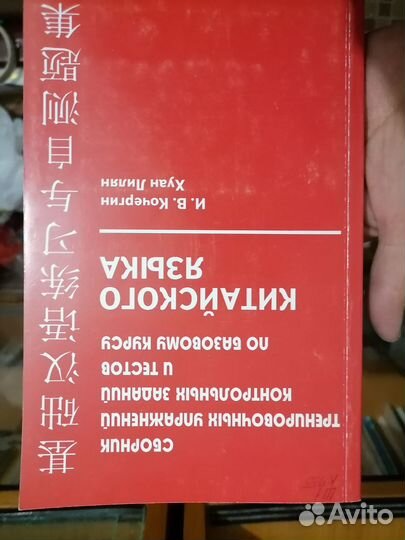 СБОРНИК
ТРЕНИРОВОЧНЫХ УПРАЖНЕНИЙ
КОНТРОЛЬНЫХ ЗАДАНИЙ
И ТЕСТОВ
ПО БАЗОВОМУ КУРСУ
КИТАЙСКОГО
ЯЗЫКА
И. В. Кочергин
Хуан Лилян
基础汉语练习与自测题集
Avito